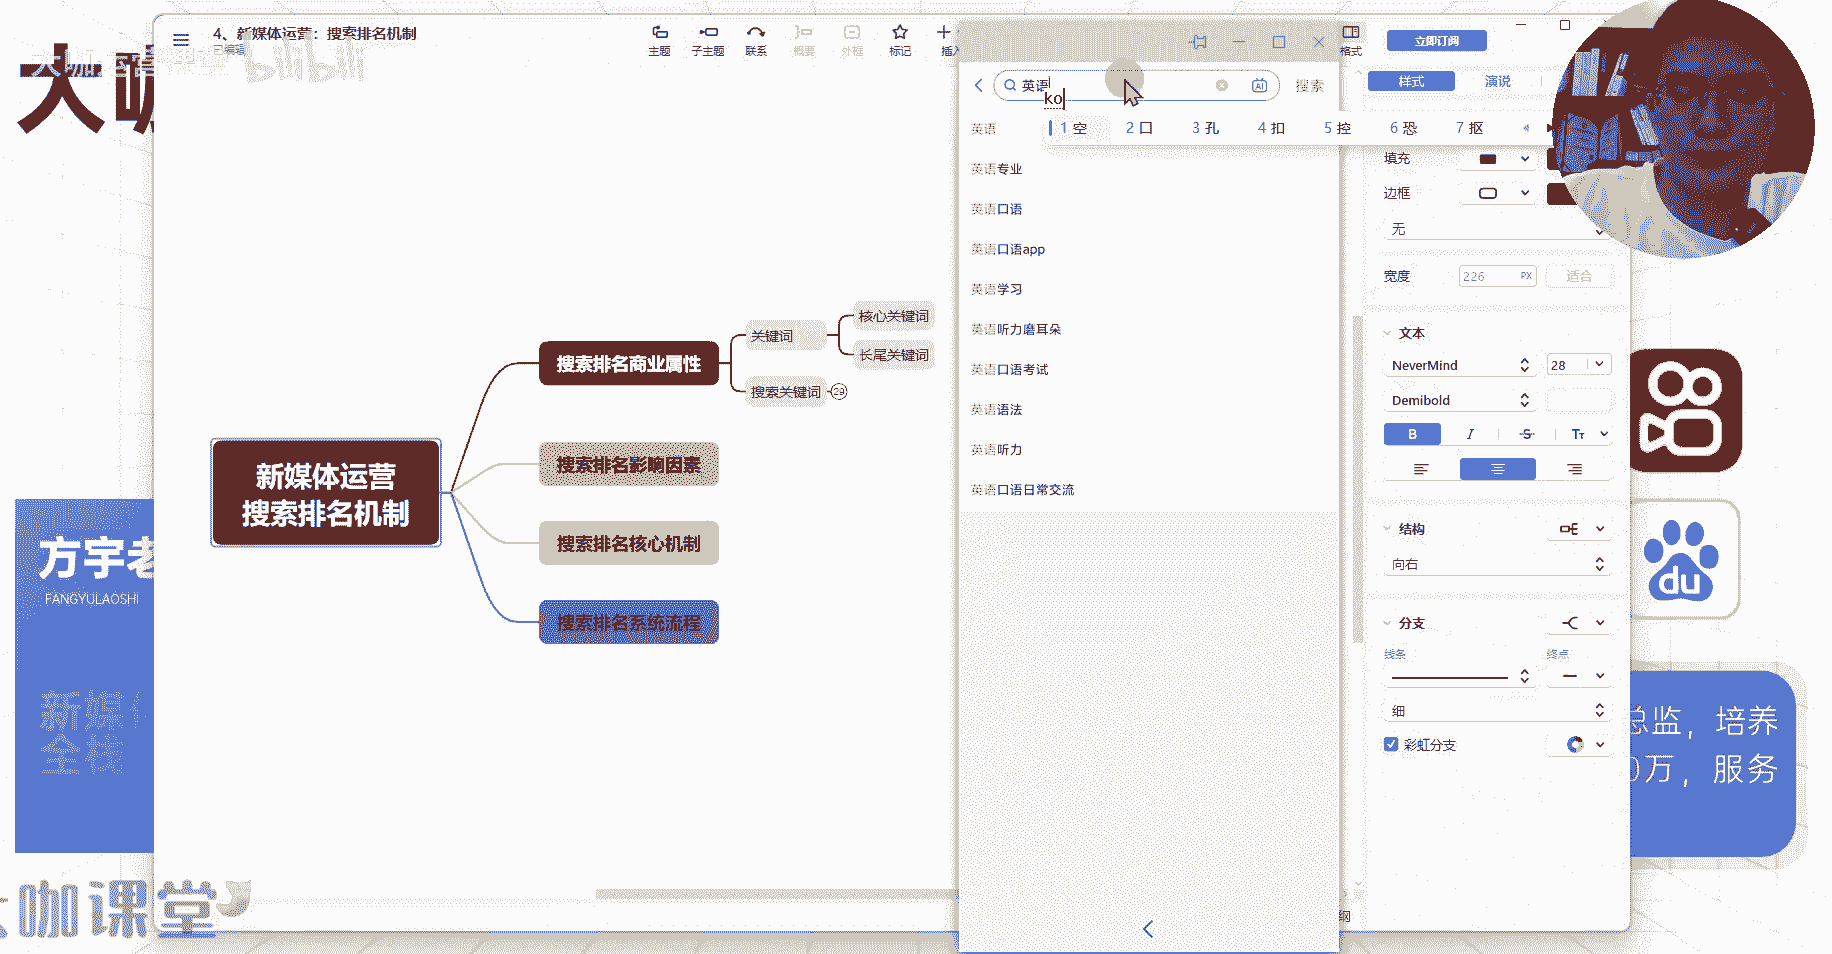 4、新媒体运营：搜索排名机制
已编辑
主题
子主题
联系
概要
外框
标记
插入
格式
立即订阅
bilibili
英语
ko
搜索
AI
1 空
2 口
3 孔
4 扣
5 控
6 恐
7 抠
英语
英语专业
英语口语
英语口语app
英语学习
英语听力磨耳朵
英语口语考试
英语语法
英语听力
英语口语日常交流
新媒体运营
搜索排名机制
搜索排名商业属性
关键词
核心关键词
长尾关键词
搜索关键词
29
搜索排名影响因素
搜索排名核心机制
搜索排名系统流程
样式
演说
填充
边框
无
宽度
226
PX
适合
文本
NeverMind
28
Demibold
B
I
S
Tт
结构
向右
分支
线条
终点
细
彩虹分支
纲
方宇老
FANGYULAOSHI
新媒
全栈
咖课堂
du
总监，培养
0万，服务